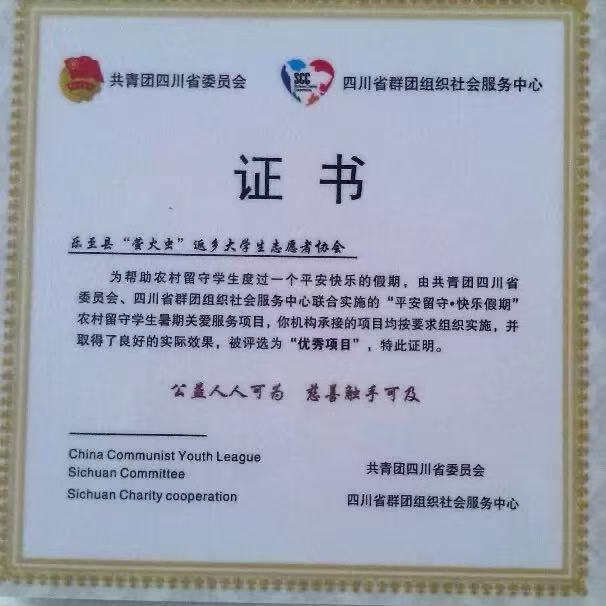 共青团四川省委员会
SCC
四川省群团组织社会服务中心
证书
乐至县“萤火虫”返乡大学生志愿者协会
为帮助农村留守学生度过一个平安快乐的假期，由共青团四川省
委员会、四川省群团组织社会服务中心联合实施的“平安留守•快乐假期”
农村留守学生暑期关爱服务项目，你机构承接的项目均按要求组织实施，并
取得了良好的实际效果，被评选为“优秀项目”，特此证明。
公益人人可为 慈善触手可及
China Communist Youth League
Sichuan Committee
Sichuan Charity cooperation
共青团四川省委员会
四川省群团组织社会服务中心